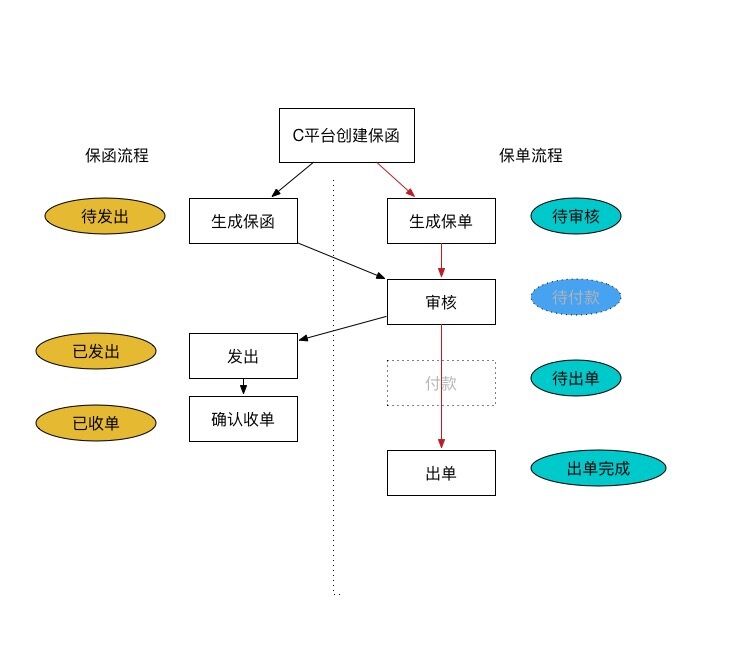 C平台创建保函
保函流程
保单流程
待发出
生成保函
生成保单
待审核
审核
待付款
已发出
发出
付款
待出单
已收单
确认收单
出单
出单完成